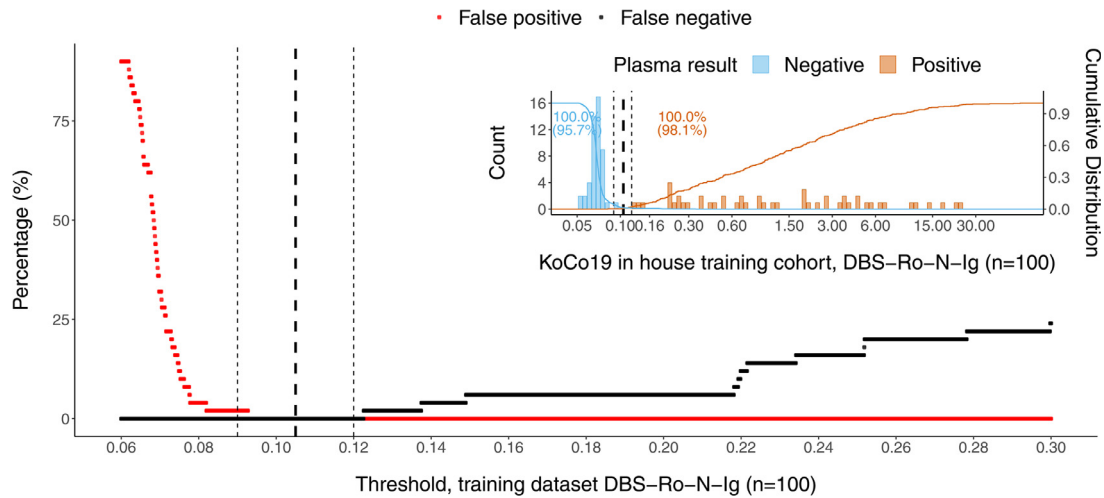 False positive False negative
Plasma result Negative Positive
Percentage (%)
75
50
25
0
0.06 0.08 0.10 0.12 0.14 0.16 0.18 0.20 0.22 0.24 0.26 0.28 0.30
Threshold, training dataset DBS−Ro−N−Ig (n=100)
Count
16
12
8
4
0
100.0%
(95.7%)
100.0%
(98.1%)
0.9
0.6
0.3
0.0
Cumulative Distribution
0.05 0.10 0.16 0.30 0.60 1.50 3.00 6.00 15.00 30.00
KoCo19 in house training cohort, DBS−Ro−N−Ig (n=100)